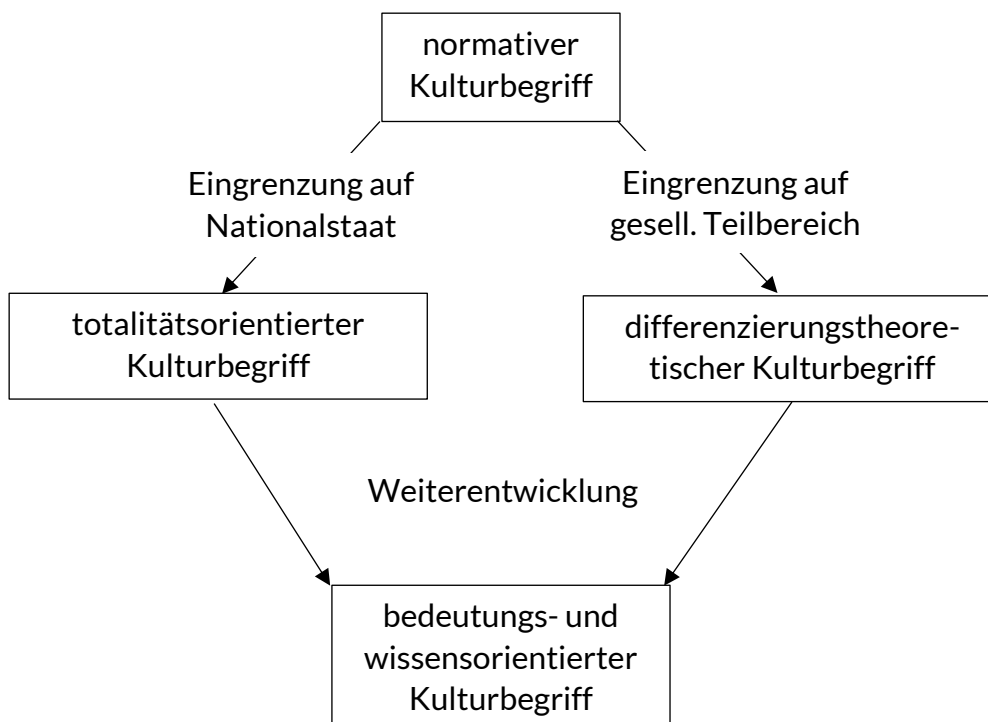 normativer
Kulturbegriff
Eingrenzung auf
Nationalstaat
Eingrenzung auf
gesell. Teilbereich
totalitätsorientierter
Kulturbegriff
differenzierungstheore-
tischer Kulturbegriff
Weiterentwicklung
bedeutungs- und
wissensorientierter
Kulturbegriff